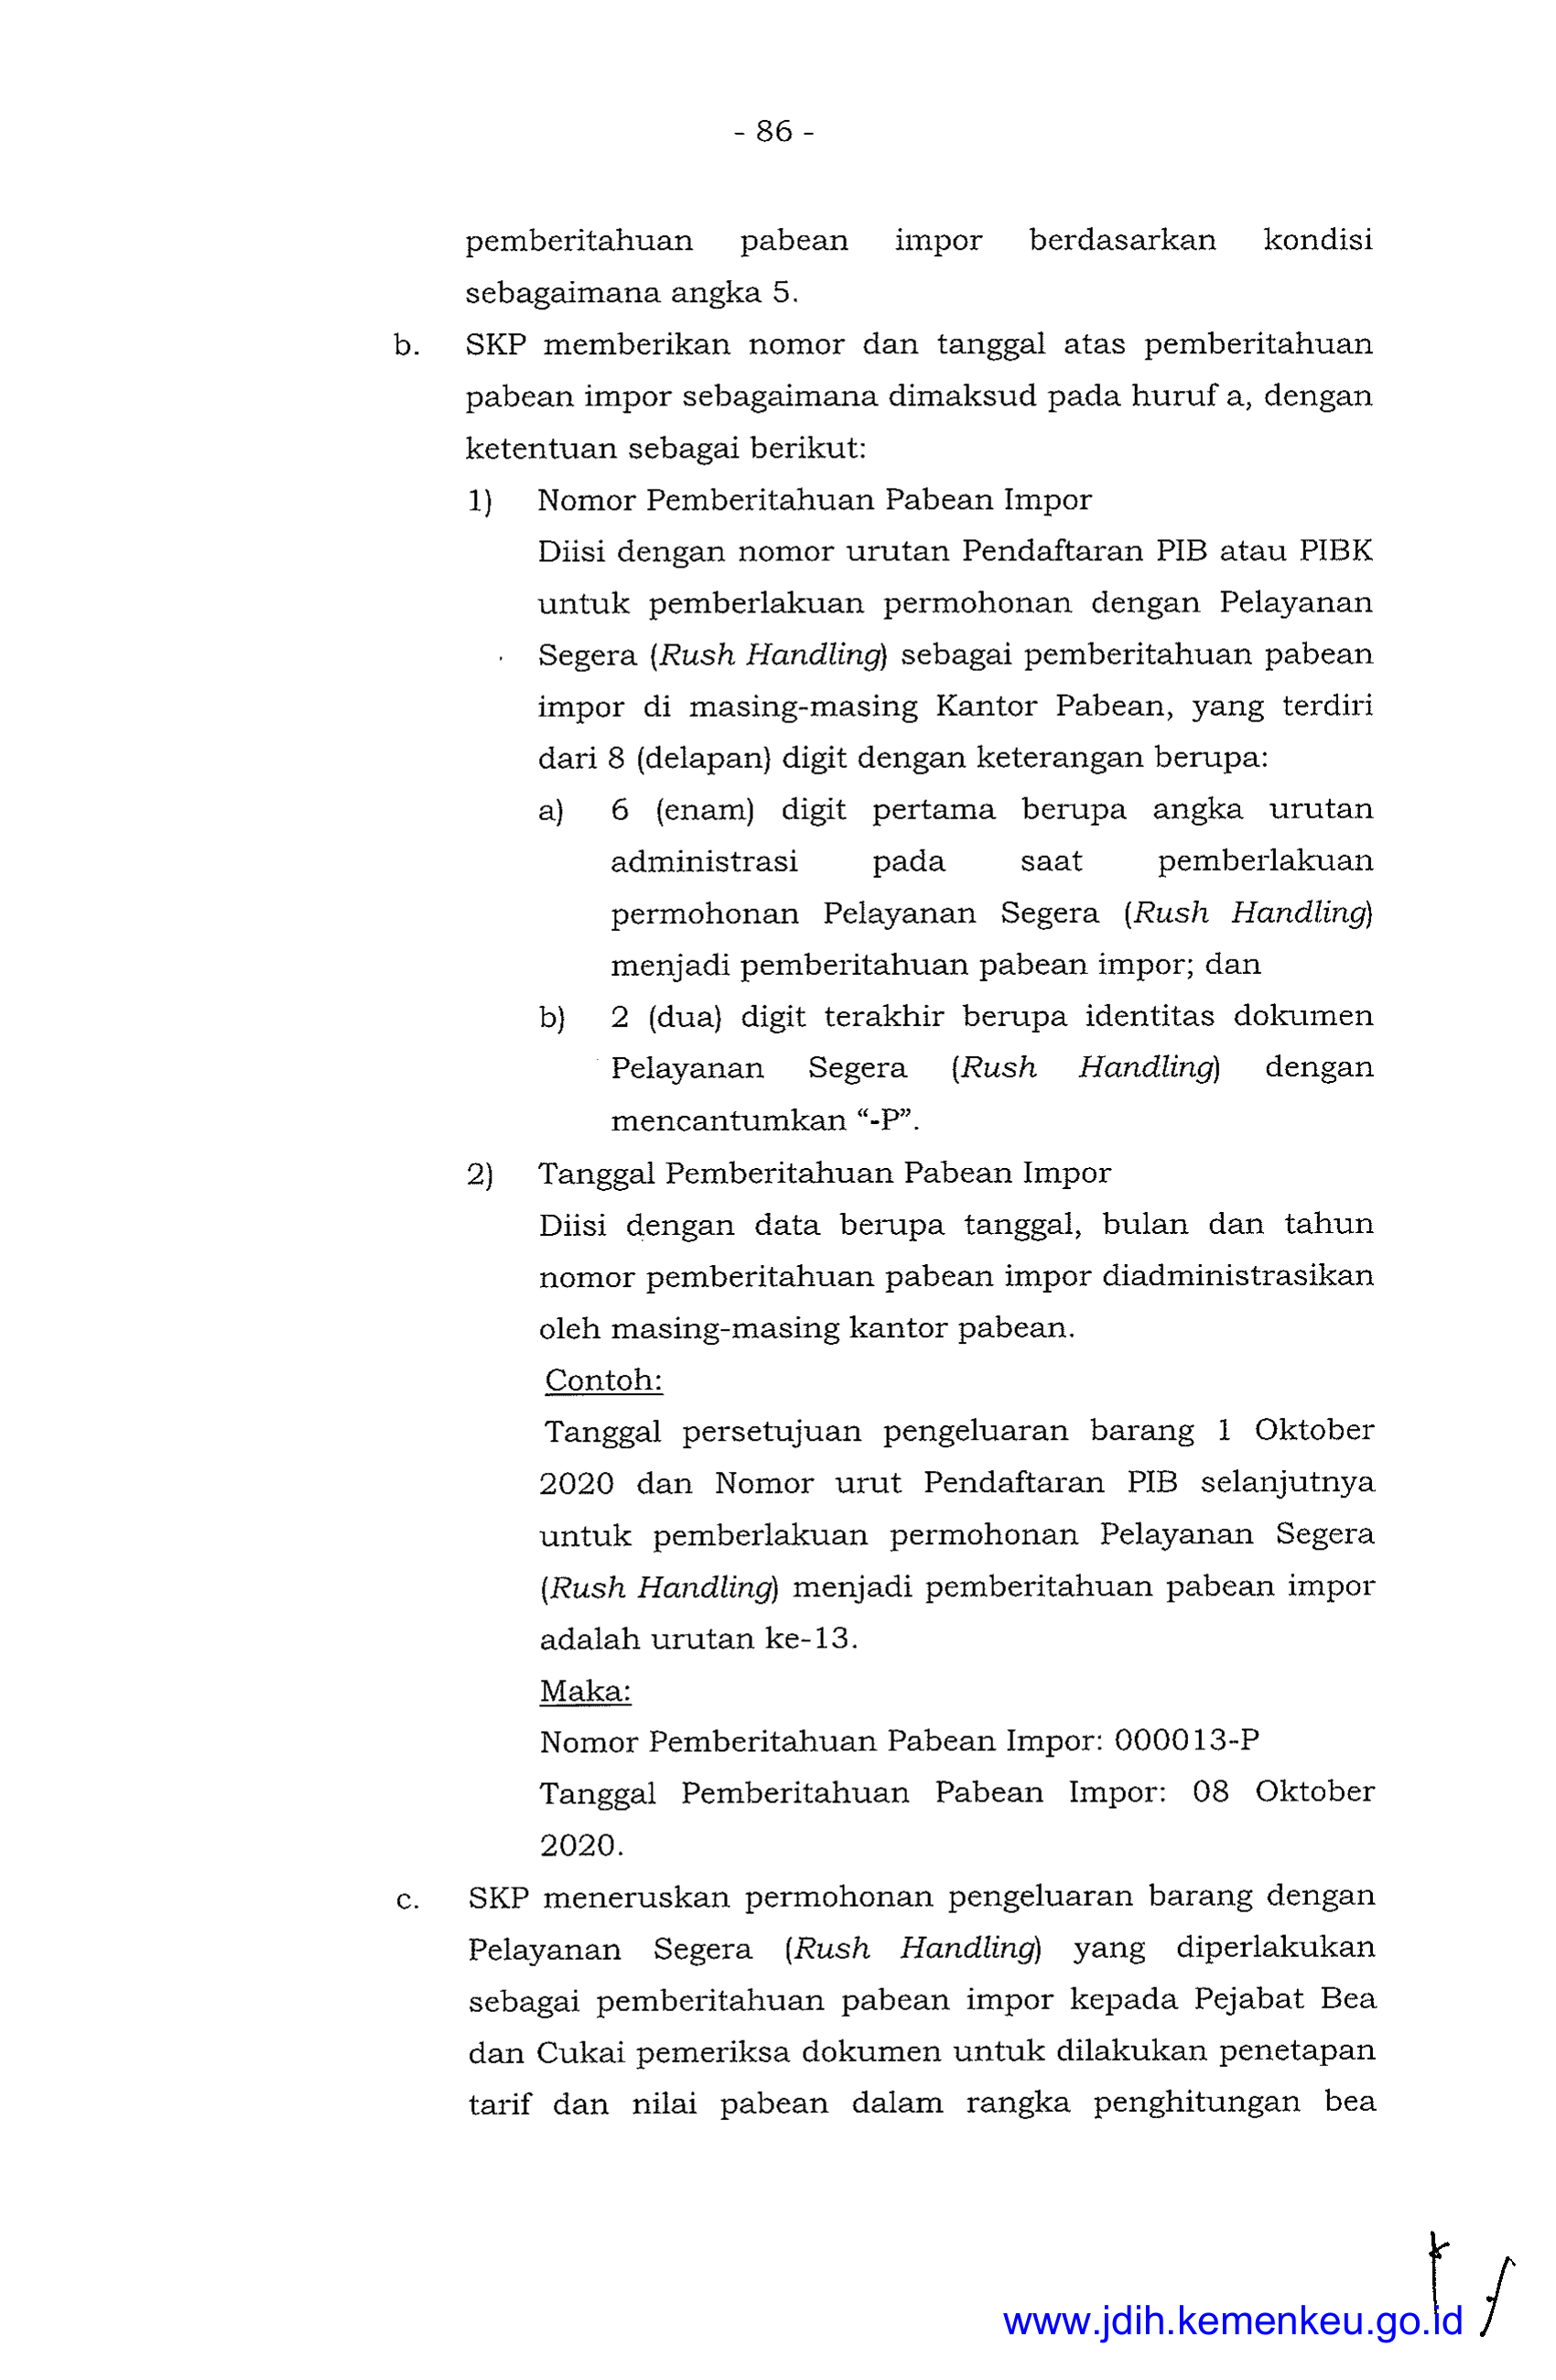 - 86 -
pemberitahuan pabean impor berdasarkan kondisi
sebagaimana angka 5.
b. SKP memberikan nomor dan tanggal atas pemberitahuan
pabean impor sebagaimana dimaksud pada huruf a, dengan
ketentuan sebagai berikut:
1) Nomor Pemberitahuan Pabean Impor
Diisi dengan nomor urutan Pendaftaran PIB atau PIBK
untuk pemberlakuan permohonan dengan Pelayanan
Segera (Rush Handling) sebagai pemberitahuan pabean
impor di masing-masing Kantor Pabean, yang terdiri
dari 8 (delapan) digit dengan keterangan berupa:
a) 6 (enam) digit pertama berupa angka urutan
administrasi pada saat pemberlakuan
permohonan Pelayanan Segera (Rush Handling)
menjadi pemberitahuan pabean impor; dan
b) 2 (dua) digit terakhir berupa identitas dokumen
Pelayanan Segera (Rush Handling) dengan
mencantumkan “-P”.
2) Tanggal Pemberitahuan Pabean Impor
Diisi dengan data berupa tanggal, bulan dan tahun
nomor pemberitahuan pabean impor diadministrasikan
oleh masing-masing kantor pabean.
Contoh:
Tanggal persetujuan pengeluaran barang 1 Oktober
2020 dan Nomor urut Pendaftaran PIB selanjutnya
untuk pemberlakuan permohonan Pelayanan Segera
(Rush Handling) menjadi pemberitahuan pabean impor
adalah urutan ke-13.
Maka:
Nomor Pemberitahuan Pabean Impor: 000013-P
Tanggal Pemberitahuan Pabean Impor: 08 Oktober
2020.
c. SKP meneruskan permohonan pengeluaran barang dengan
Pelayanan Segera (Rush Handling) yang diperlakukan
sebagai pemberitahuan pabean impor kepada Pejabat Bea
dan Cukai pemeriksa dokumen untuk dilakukan penetapan
tarif dan nilai pabean dalam rangka penghitungan bea
www.jdih.kemenkeu.go.id